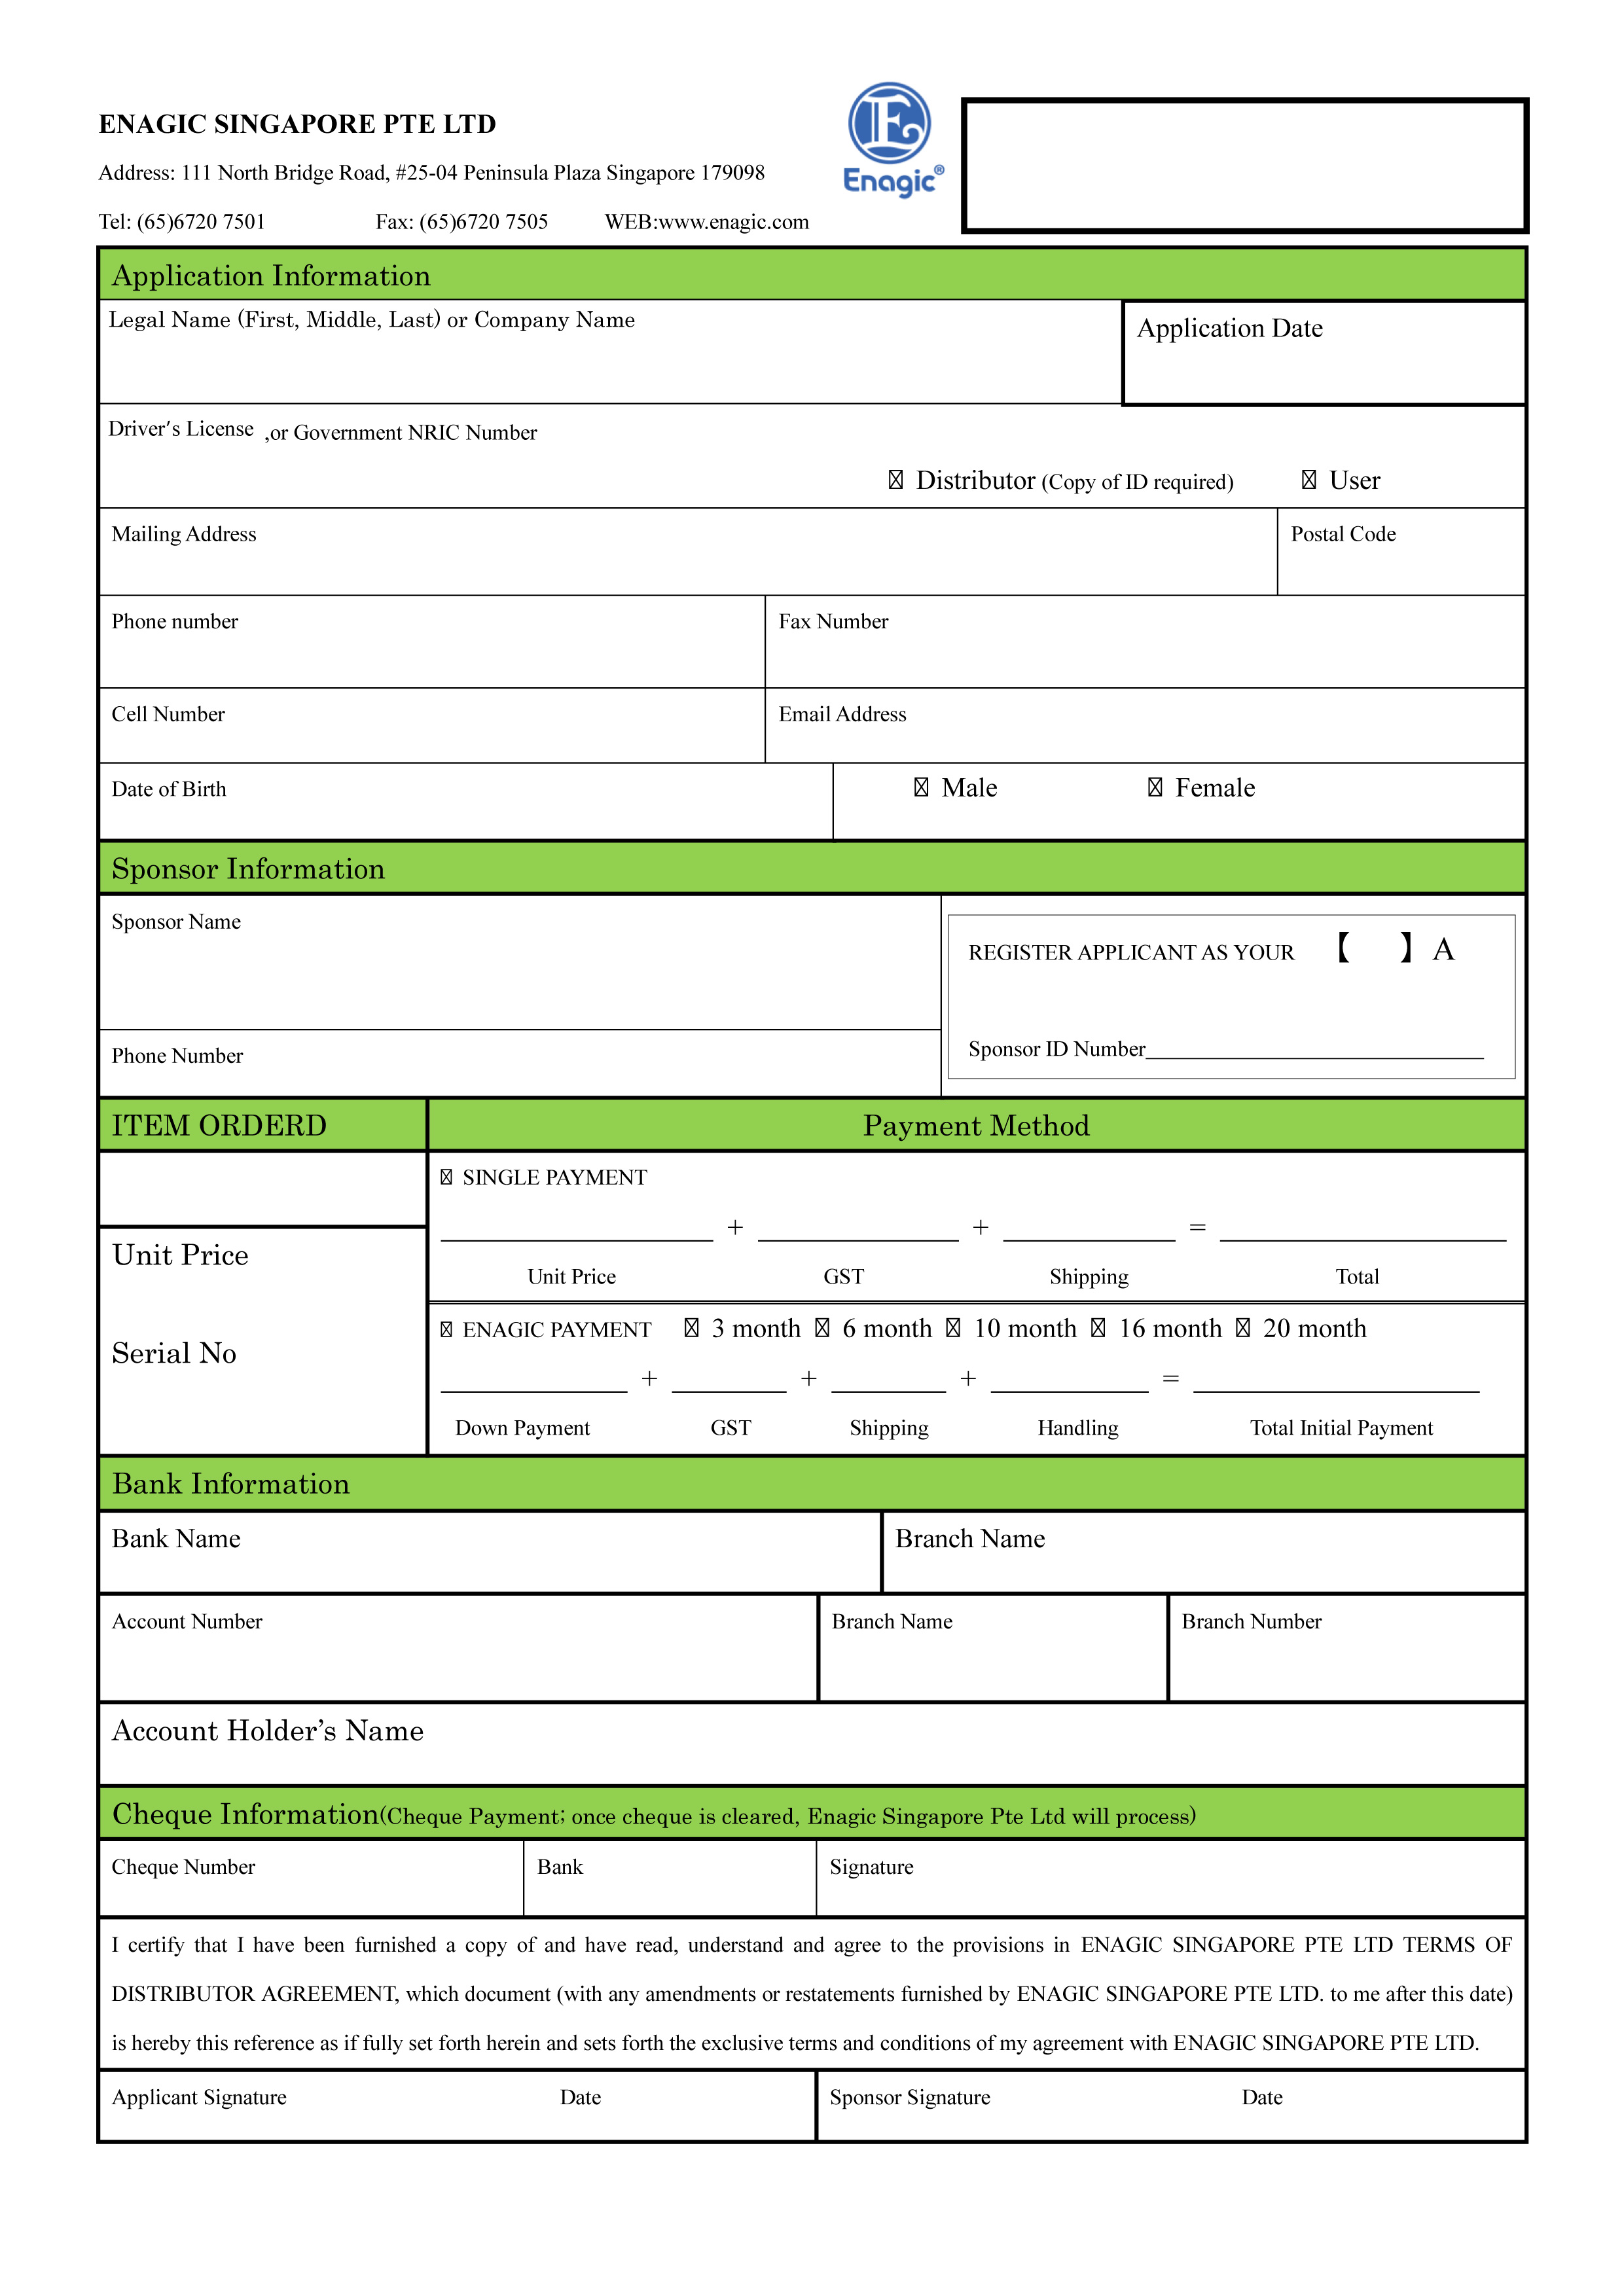 ENAGIC SINGAPORE PTE LTD
Address: 111 North Bridge Road, #25-04 Peninsula Plaza Singapore 179098
Tel: (65)6720 7501 Fax: (65)6720 7505 WEB:www.enagic.com
E
Enagic®
Application Information
Legal Name (First, Middle, Last) or Company Name
Application Date
Driver's License ,or Government NRIC Number
☒ Distributor (Copy of ID required) ☒ User
Mailing Address
Postal Code
Phone number
Fax Number
Cell Number
Email Address
Date of Birth
☒ Male ☒ Female
Sponsor Information
Sponsor Name
REGISTER APPLICANT AS YOUR 【 】A
Sponsor ID Number
Phone Number
ITEM ORDERD
Payment Method
☒ SINGLE PAYMENT
+ + =
Unit Price GST Shipping Total
Unit Price
Serial No
☒ ENAGIC PAYMENT ☒ 3 month ☒ 6 month ☒ 10 month ☒ 16 month ☒ 20 month
+ + + =
Down Payment GST Shipping Handling Total Initial Payment
Bank Information
Bank Name
Branch Name
Account Number
Branch Name
Branch Number
Account Holder's Name
Cheque Information(Cheque Payment; once cheque is cleared, Enagic Singapore Pte Ltd will process)
Cheque Number
Bank
Signature
I certify that I have been furnished a copy of and have read, understand and agree to the provisions in ENAGIC SINGAPORE PTE LTD TERMS OF
DISTRIBUTOR AGREEMENT, which document (with any amendments or restatements furnished by ENAGIC SINGAPORE PTE LTD. to me after this date)
is hereby this reference as if fully set forth herein and sets forth the exclusive terms and conditions of my agreement with ENAGIC SINGAPORE PTE LTD.
Applicant Signature Date
Sponsor Signature Date